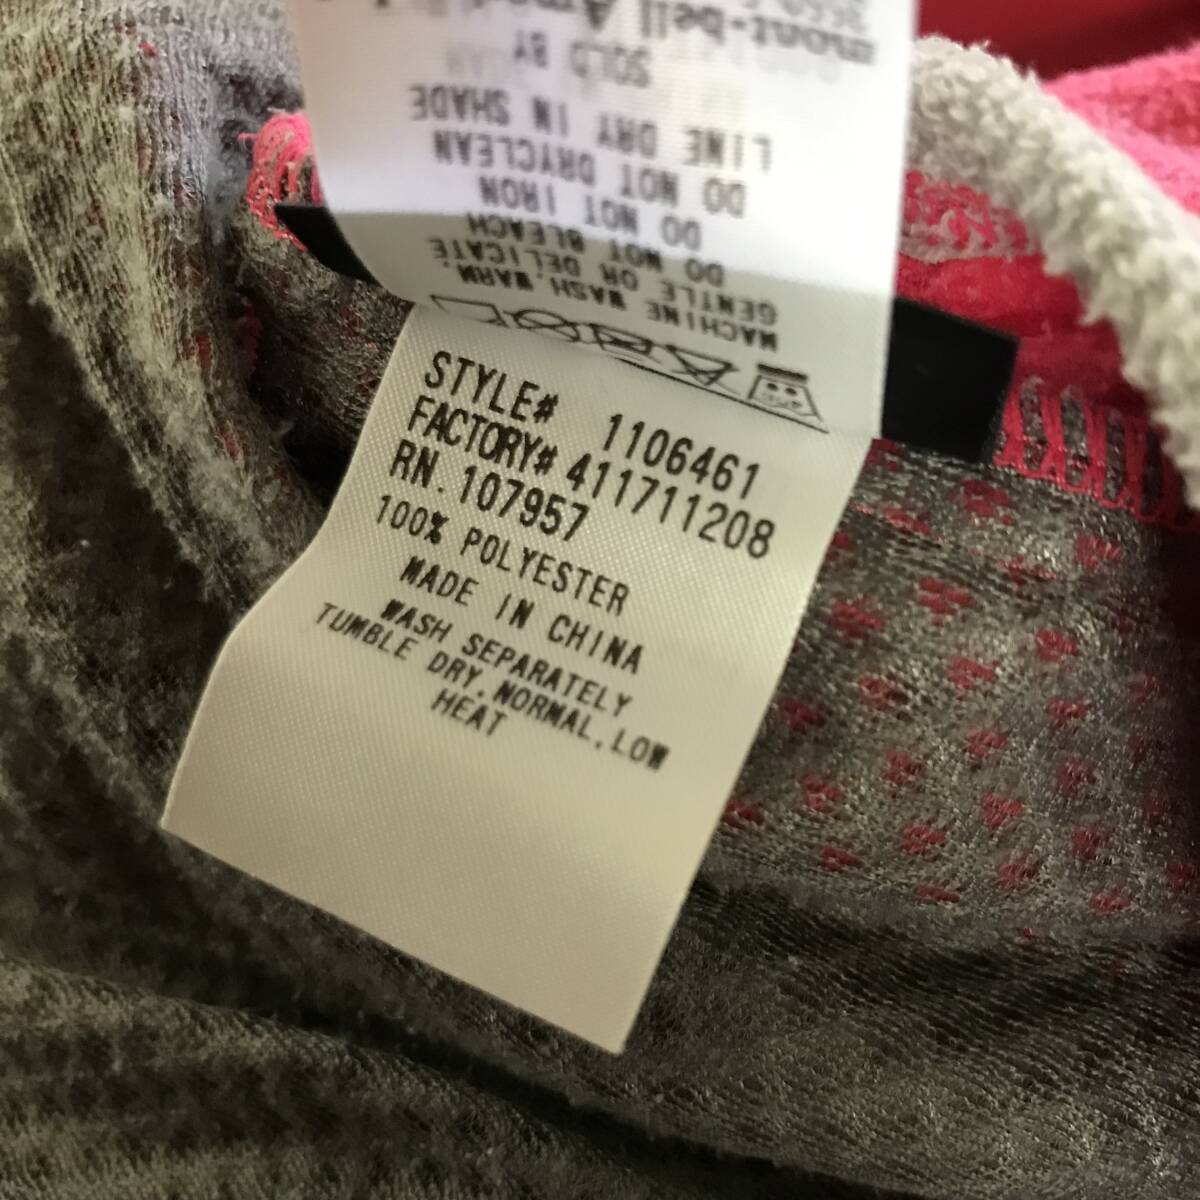 STYLE# 1106461
FACTORY# 411711208
RN. 107957
100% POLYESTER
MADE IN CHINA
WASH SEPARATELY
TUMBLE DRY, NORMAL, LOW
HEAT
MACHINE WASH, WARM.
GENTLE OR DELICATE.
DO NOT BLEACH
DO NOT IRON
DO NOT DRYCLEAN
LINE DRY IN SHADE
SOLD BY
mont-bell